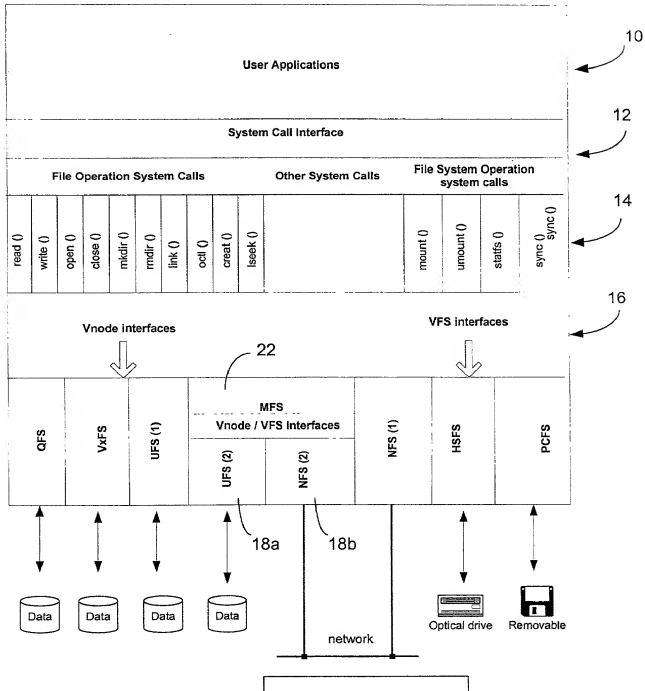 User Applications
10
System Call Interface
12
File Operation System Calls
Other System Calls
File System Operation
system calls
14
read ()
write ()
open ()
close ()
mkdir ()
rmdir ()
link ()
octl ()
creat ()
lseek ()
mount ()
umount ()
statfs ()
sync ()
sync ()
16
Vnode interfaces
VFS interfaces
22
QFS
VxFS
UFS (1)
MFS
Vnode / VFS Interfaces
UFS (2)
NFS (2)
NFS (1)
HSFS
PCFS
18a
18b
Data
Data
Data
Data
Optical drive
Removable
network